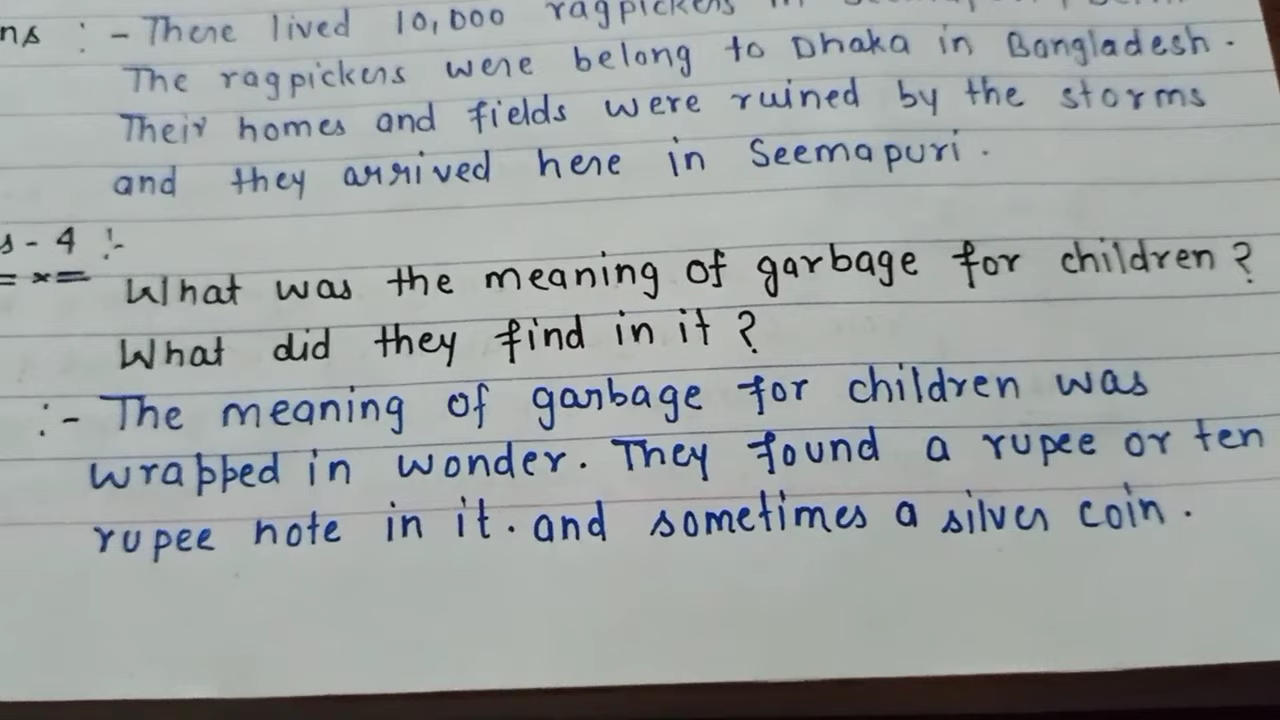 ns :- There lived 10,000 ragpickers in
The ragpickers were belong to Dhaka in Bangladesh.
Their homes and fields were ruined by the storms
and they arrived here in Seemapuri.
s-4 :-
What was the meaning of garbage for children?
What did they find in it?
:- The meaning of garbage for children was
wrapped in wonder. They found a rupee or ten
rupee note in it. and sometimes a silver coin.